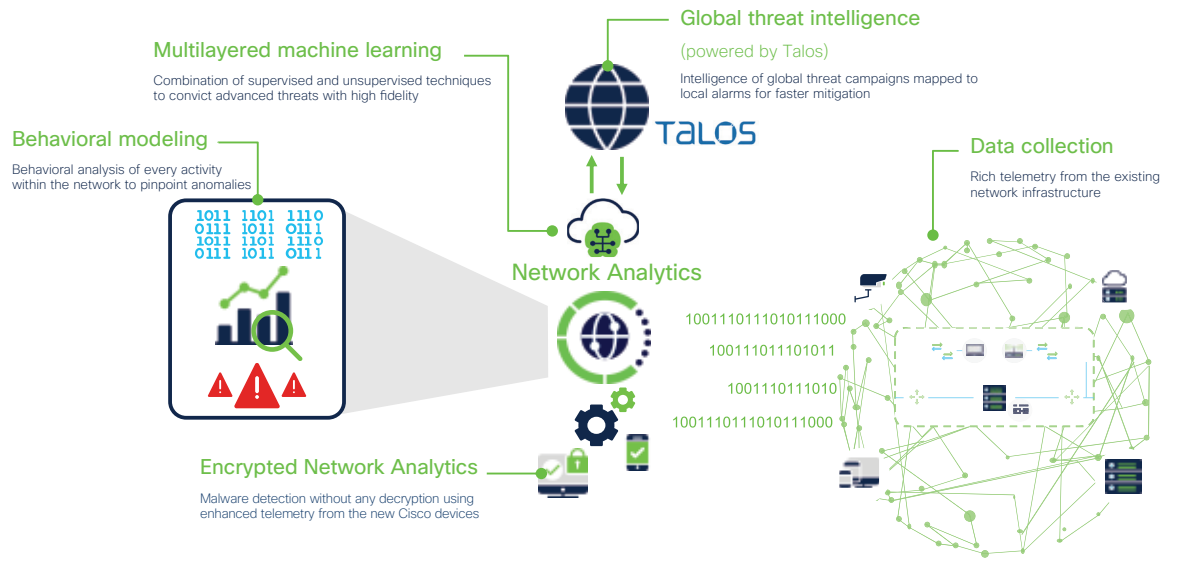 Global threat intelligence
(powered by Talos)
Intelligence of global threat campaigns mapped to
local alarms for faster mitigation
TALOS
Multilayered machine learning
Combination of supervised and unsupervised techniques
to convict advanced threats with high fidelity
Behavioral modeling
Behavioral analysis of every activity
within the network to pinpoint anomalies
1011 1101 1110
0111 1011 0111
1011 1101 1110
0111 1011 0111
Data collection
Rich telemetry from the existing
network infrastructure
Network Analytics
1001110111010111000
100111011101011
1001110111010
1001110111010111000
Encrypted Network Analytics
Malware detection without any decryption using
enhanced telemetry from the new Cisco devices